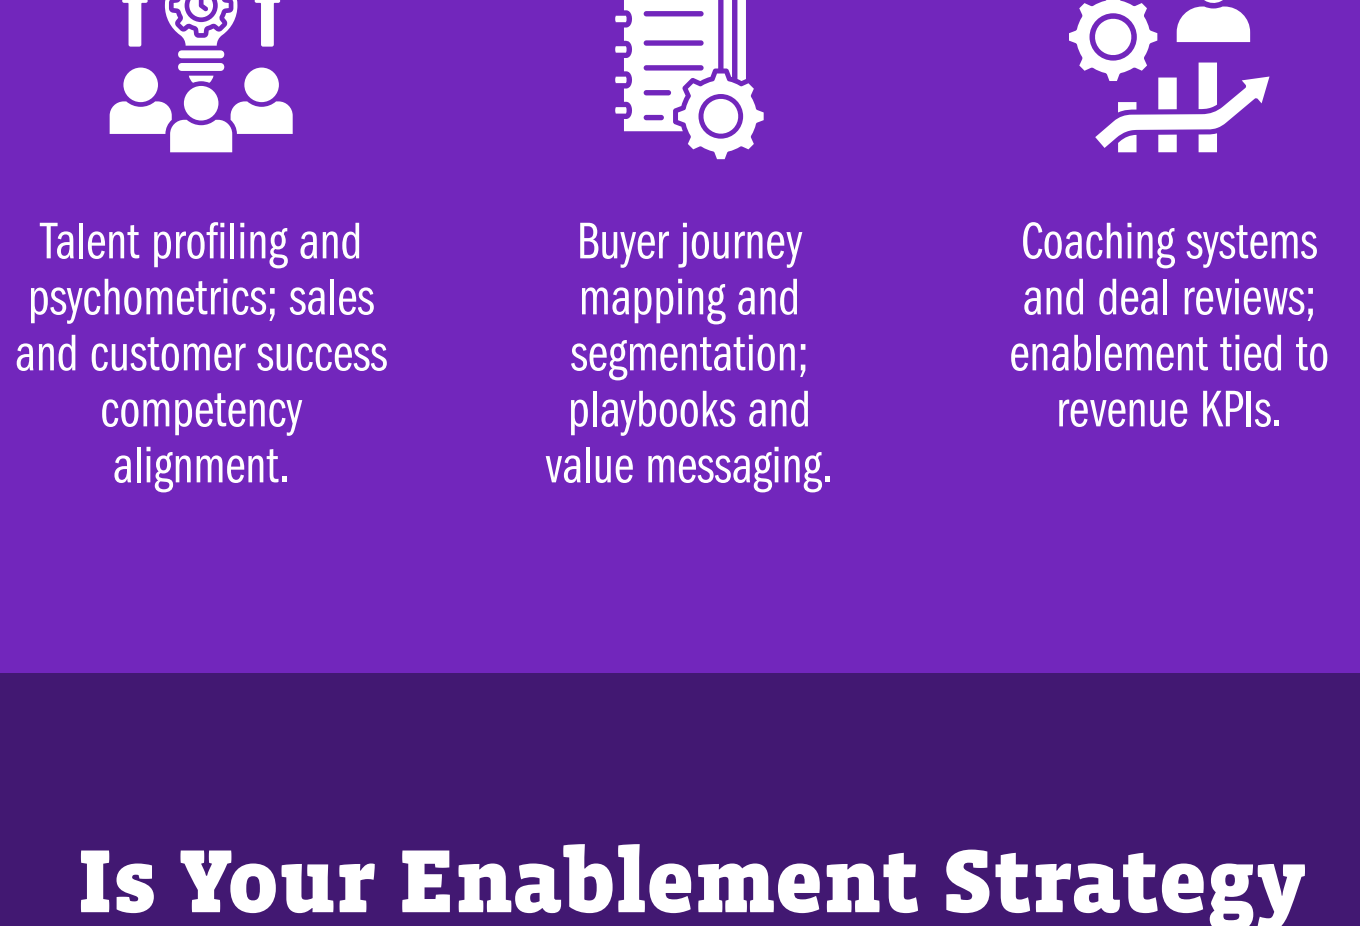 Talent profiling and
psychometrics; sales
and customer success
competency
alignment.
Buyer journey
mapping and
segmentation;
playbooks and
value messaging.
Coaching systems
and deal reviews;
enablement tied to
revenue KPIs.
Is Your Enablement Strategy